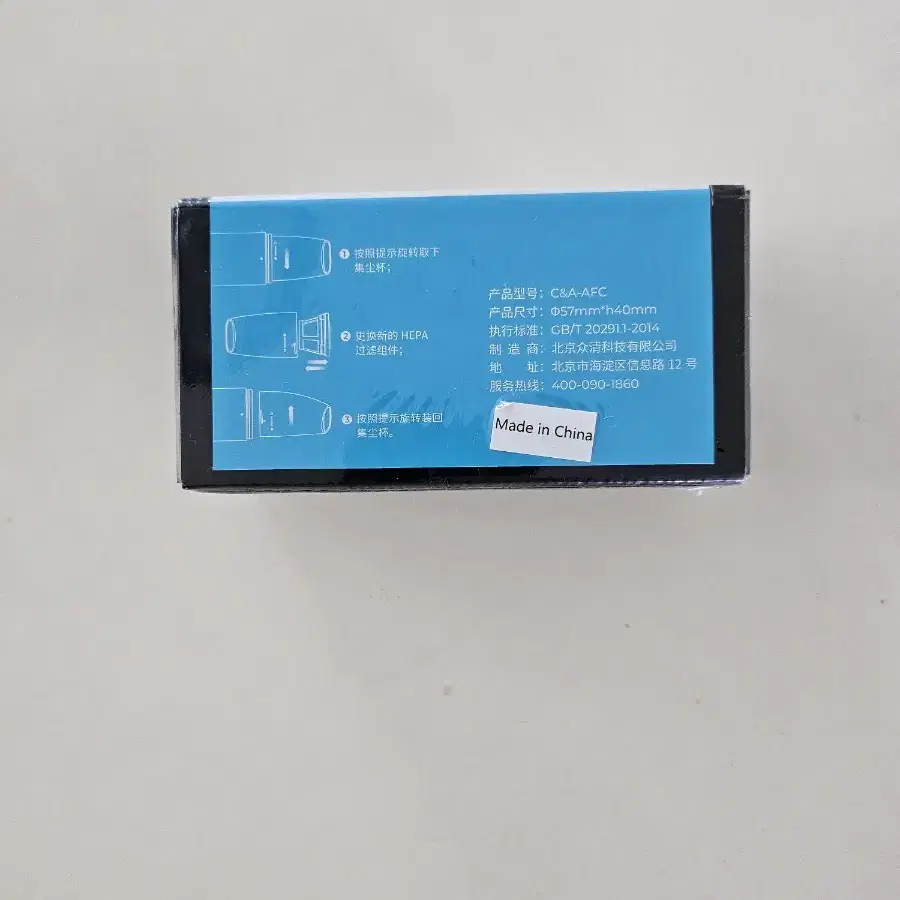 ❶ 按照提示旋转取下
集尘杯；
❷ 更换新的 HEPA
过滤组件；
❸ 按照提示旋转装回
集尘杯。
产品型号：C&A-AFC
产品尺寸：Φ57mm*h40mm
执行标准：GB/T 20291.1-2014
制 造 商：北京众清科技有限公司
地 址：北京市海淀区信息路 12 号
服务热线：400-090-1860
Made in China